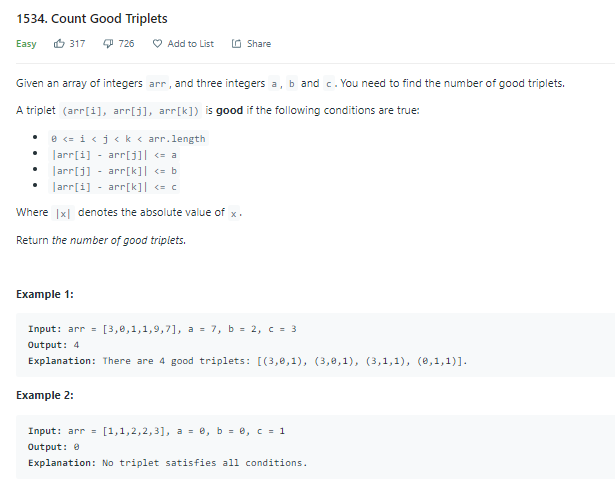 1534. Count Good Triplets
Easy 317 726 Add to List Share
Given an array of integers arr, and three integers a, b and c. You need to find the number of good triplets.
A triplet (arr[i], arr[j], arr[k]) is good if the following conditions are true:
• 0 <= i < j < k < arr.length
• |arr[i] - arr[j]| <= a
• |arr[j] - arr[k]| <= b
• |arr[i] - arr[k]| <= c
Where |x| denotes the absolute value of x.
Return the number of good triplets.
Example 1:
Input: arr = [3,0,1,1,9,7], a = 7, b = 2, c = 3
Output: 4
Explanation: There are 4 good triplets: [(3,0,1), (3,0,1), (3,1,1), (0,1,1)].
Example 2:
Input: arr = [1,1,2,2,3], a = 0, b = 0, c = 1
Output: 0
Explanation: No triplet satisfies all conditions.